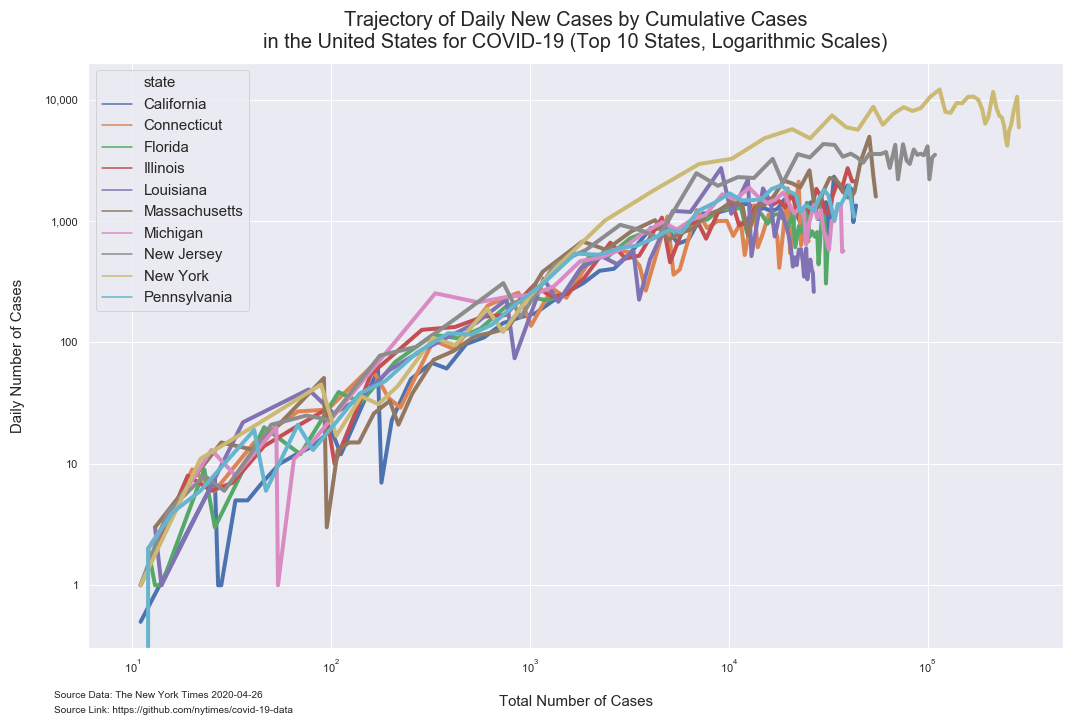 Trajectory of Daily New Cases by Cumulative Cases
in the United States for COVID-19 (Top 10 States, Logarithmic Scales)
state
California
Connecticut
Florida
Illinois
Louisiana
Massachusetts
Michigan
New Jersey
New York
Pennsylvania
Daily Number of Cases
10,000
1,000
100
10
1
10¹
10²
10³
10⁴
10⁵
Total Number of Cases
Source Data: The New York Times 2020-04-26
Source Link: https://github.com/nytimes/covid-19-data